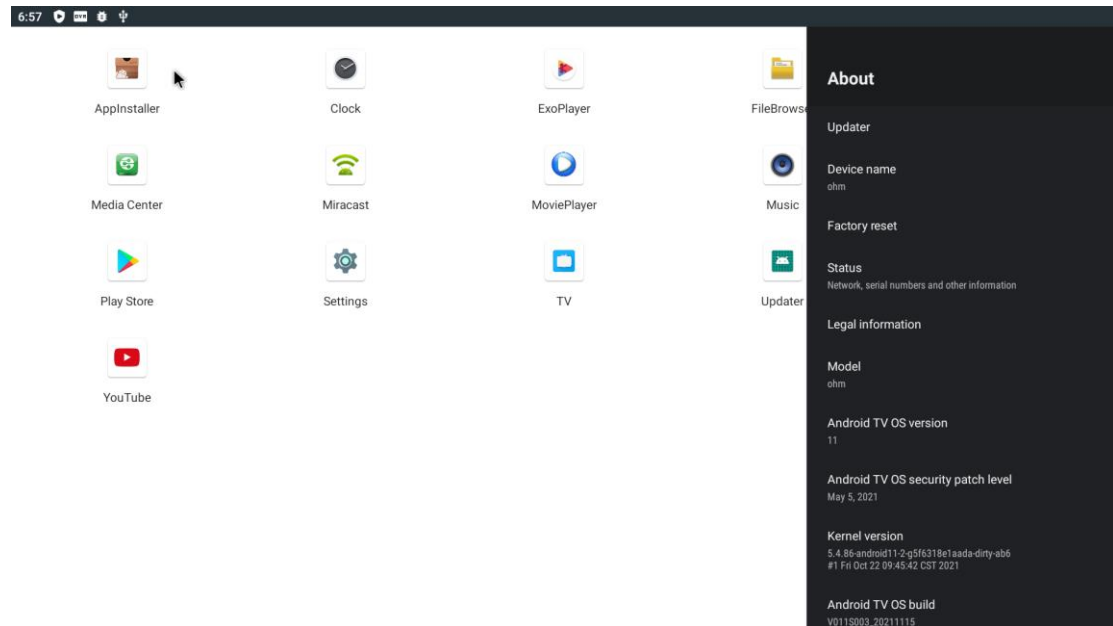 6:57
AppInstaller
Clock
ExoPlayer
FileBrowse
Media Center
Miracast
MoviePlayer
Music
Play Store
Settings
TV
Updater
YouTube
About
Updater
Device name
ohm
Factory reset
Status
Network, serial numbers and other information
Legal information
Model
ohm
Android TV OS version
11
Android TV OS security patch level
May 5, 2021
Kernel version
5.4.86-android11-2-g5f6318e1aada-dirty-ab6
#1 Fri Oct 22 09:45:42 CST 2021
Android TV OS build
V011S003_20211115